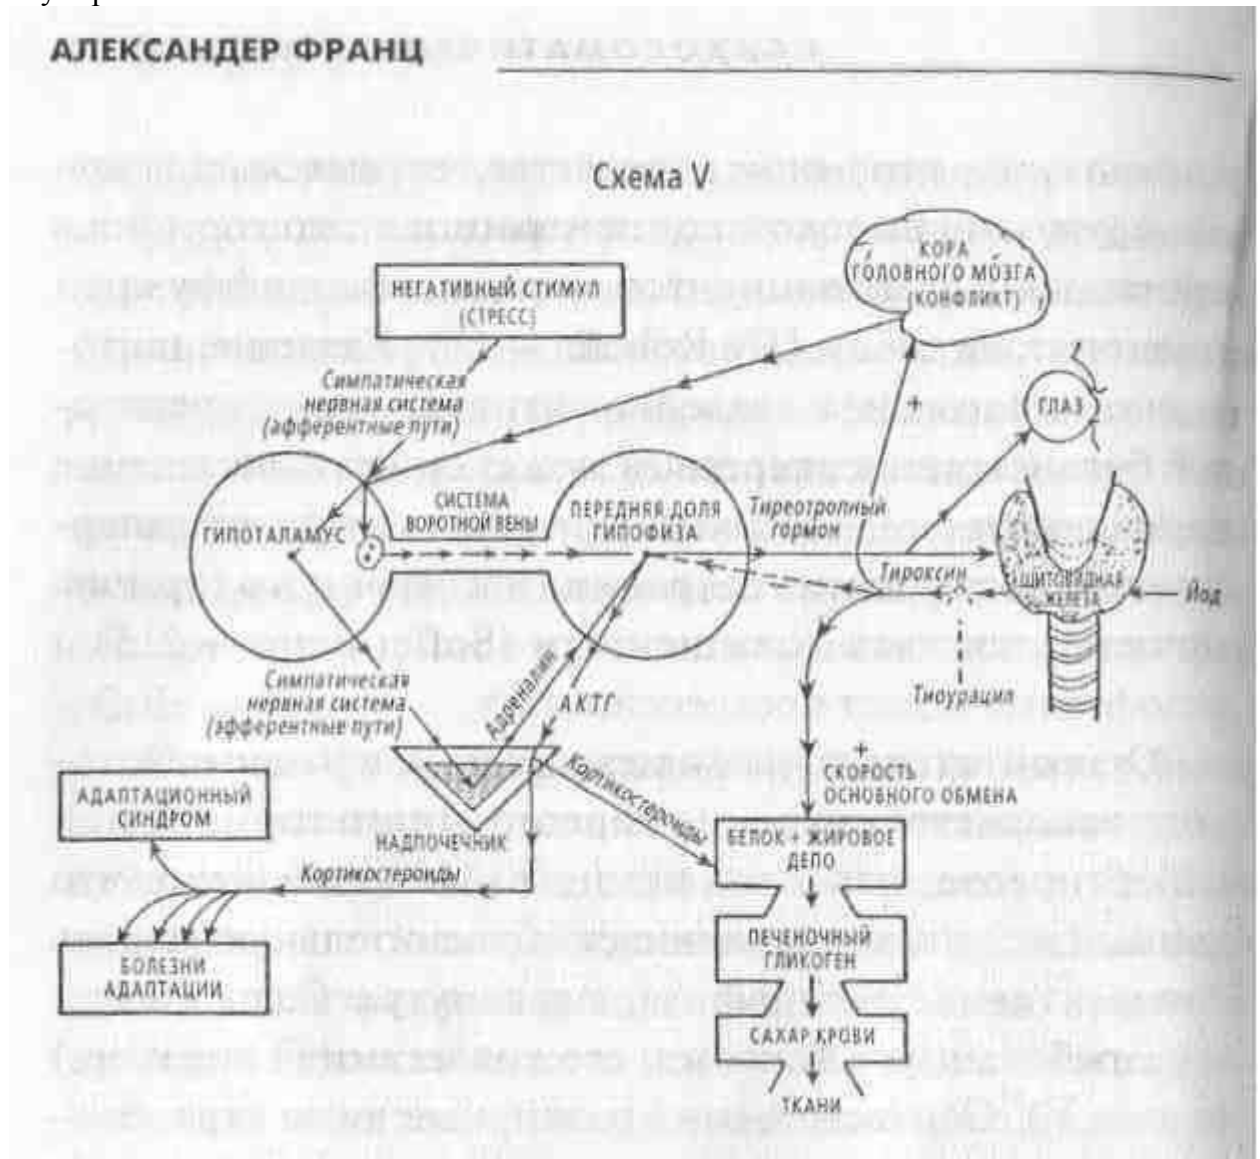 АЛЕКСАНДЕР ФРАНЦ
Схема V
КОРА
ГОЛОВНОГО МОЗГА
(КОНФЛИКТ)
НЕГАТИВНЫЙ СТИМУЛ
(СТРЕСС)
Симпатическая
нервная система
(афферентные пути)
+
ГЛАЗ
ГИПОТАЛАМУС
СИСТЕМА
ВОРОТНОЙ ВЕНЫ
ПЕРЕДНЯЯ ДОЛЯ
ГИПОФИЗА
Тиреотропный
гормон
Тироксин
ЩИТОВИДНАЯ
ЖЕЛЕЗА
Йод
Тиоурацил
Симпатическая
нервная система
(эфферентные пути)
Адреналин
АКТГ
Кортикостероиды
+
СКОРОСТЬ
ОСНОВНОГО ОБМЕНА
АДАПТАЦИОННЫЙ
СИНДРОМ
НАДПОЧЕЧНИК
Кортикостероиды
БЕЛОК + ЖИРОВОЕ
ДЕПО
БОЛЕЗНИ
АДАПТАЦИИ
ПЕЧЕНОЧНЫЙ
ГЛИКОГЕН
САХАР КРОВИ
ТКАНИ